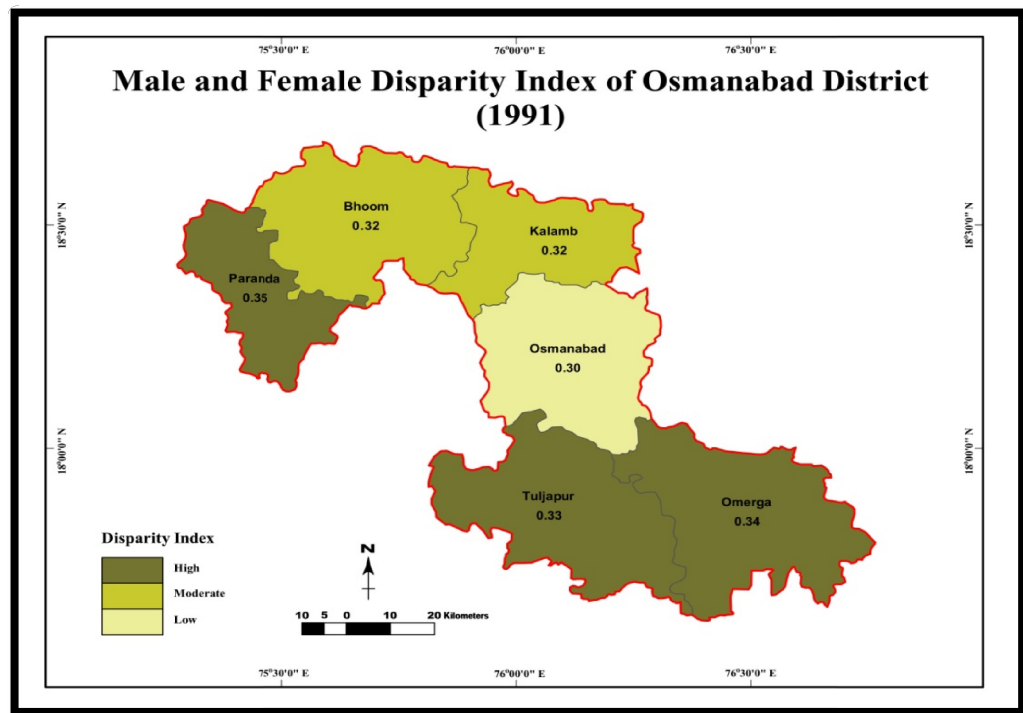 75°30'0" E 76°00'0" E 76°30'0" E
Male and Female Disparity Index of Osmanabad District
(1991)
18°30'0" N
18°30'0" N
Bhoom
0.32
Kalamb
0.32
Paranda
0.35
Osmanabad
0.30
18°00'0" N
18°00'0" N
Tuljapur
0.33
Omerga
0.34
Disparity Index
High
Moderate
Low
N
10 5 0 10 20 Kilometers
75°30'0" E 76°00'0" E 76°30'0" E